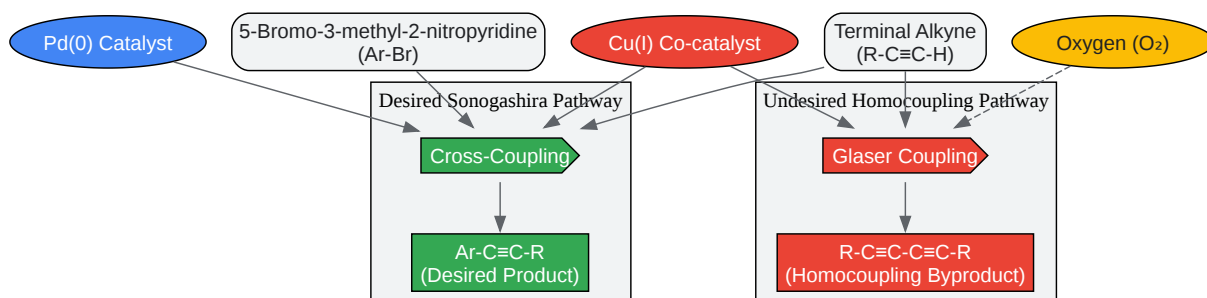 Pd(0) Catalyst
5-Bromo-3-methyl-2-nitropyridine
(Ar-Br)
Cu(I) Co-catalyst
Terminal Alkyne
(R-C≡C-H)
Oxygen (O₂)
Desired Sonogashira Pathway
Undesired Homocoupling Pathway
Cross-Coupling
Glaser Coupling
Ar-C≡C-R
(Desired Product)
R-C≡C-C≡C-R
(Homocoupling Byproduct)